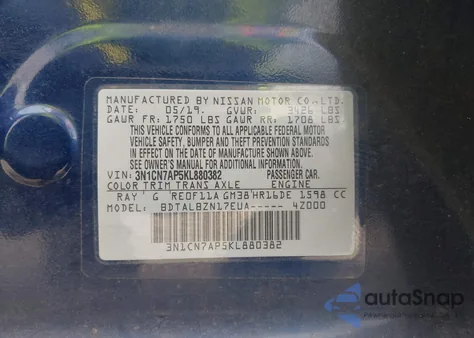 MANUFACTURED BY NISSAN MOTOR CO.,LTD.
DATE: 05/19. GVWR: 3426 LBS
GAWR FR: 1750 LBS GAWR RR: 1708 LBS
THIS VEHICLE CONFORMS TO ALL APPLICABLE FEDERAL MOTOR
VEHICLE SAFETY, BUMPER AND THEFT PREVENTION STANDARDS
IN EFFECT ON THE DATE OF MANUFACTURE SHOWN ABOVE.
SEE OWNER'S MANUAL FOR ADDITIONAL INFORMATION.
VIN: 3N1CN7AP5KL880382 PASSENGER CAR.
COLOR TRIM TRANS AXLE ENGINE
RAY G RE0F11A GM38 HR16DE 1598 CC
MODEL: BDTALBZN17EUA----- 4Z000
3N1CN7AP5KL880382
autaSnap